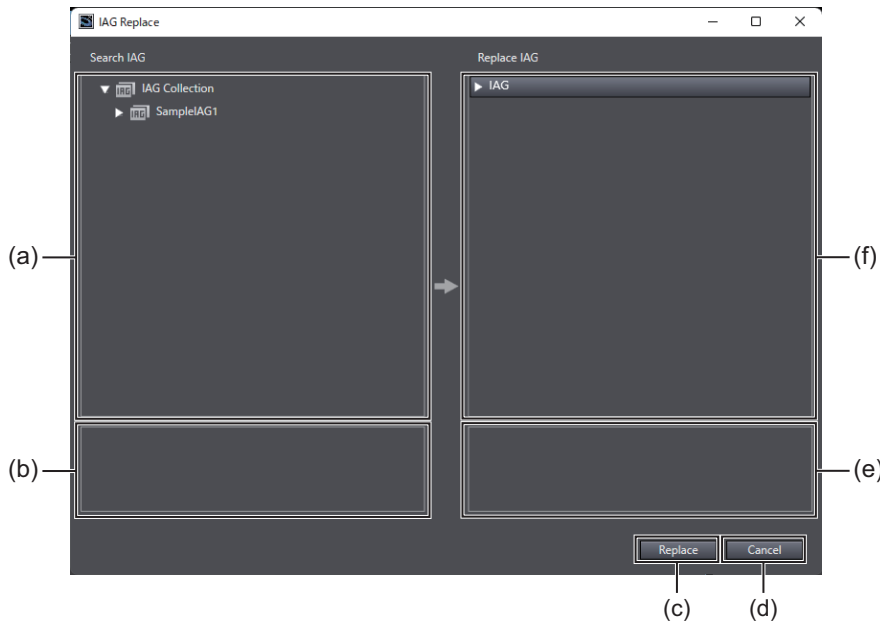 IAG Replace
Search IAG
Replace IAG
IAG Collection
SampleIAG1
IAG
(a)
(f)
(b)
(e)
Replace
Cancel
(c)
(d)